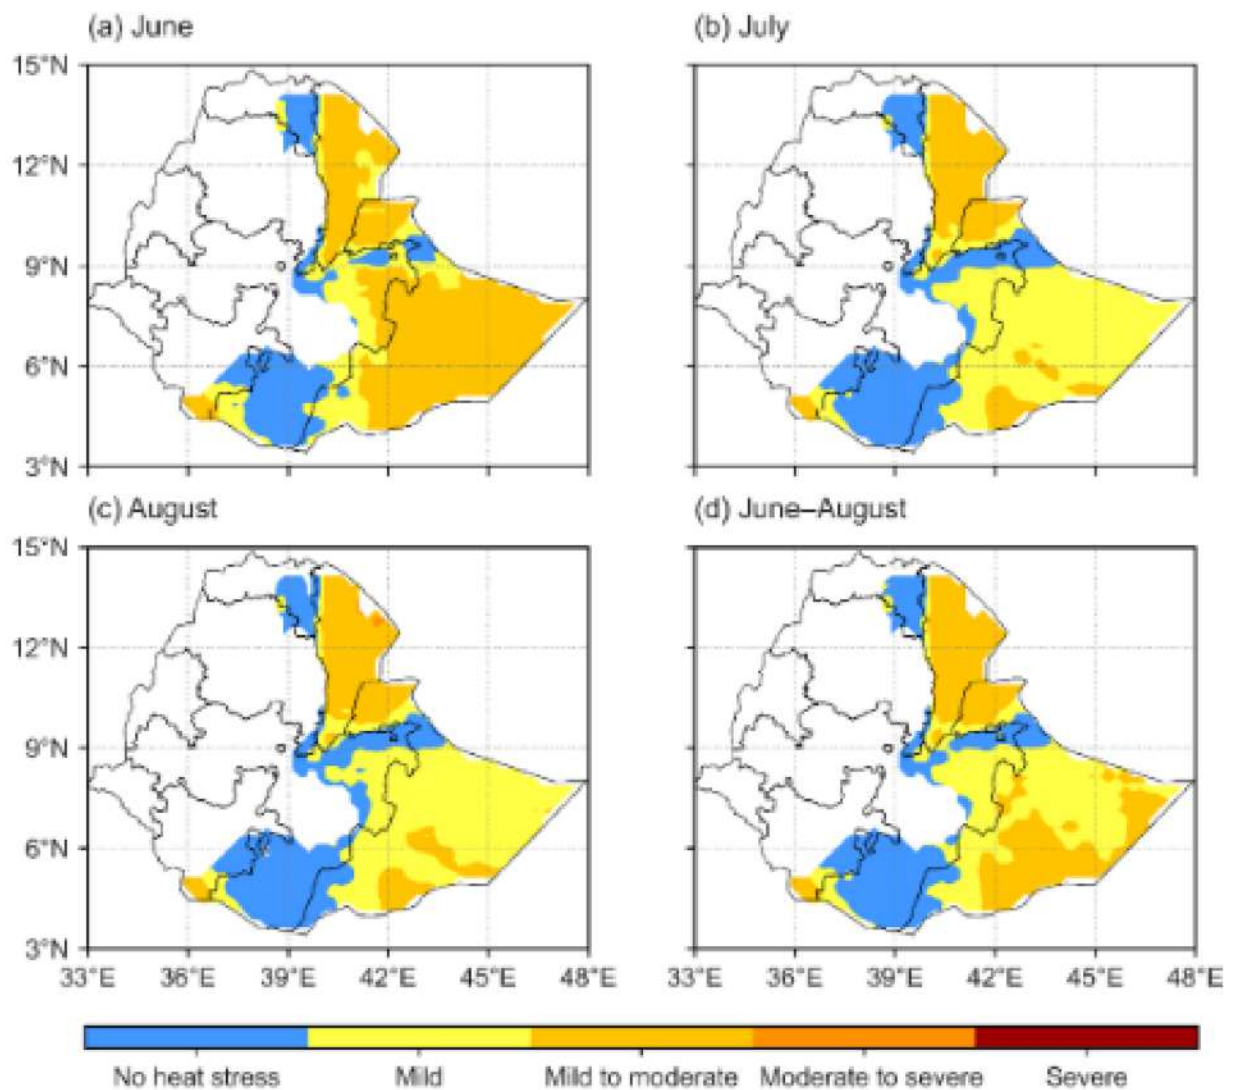 (a) June
(b) July
15°N
12°N
9°N
6°N
3°N
(c) August
(d) June–August
15°N
12°N
9°N
6°N
3°N
33°E 36°E 39°E 42°E 45°E 48°E
33°E 36°E 39°E 42°E 45°E 48°E
No heat stress Mild Mild to moderate Moderate to severe Severe